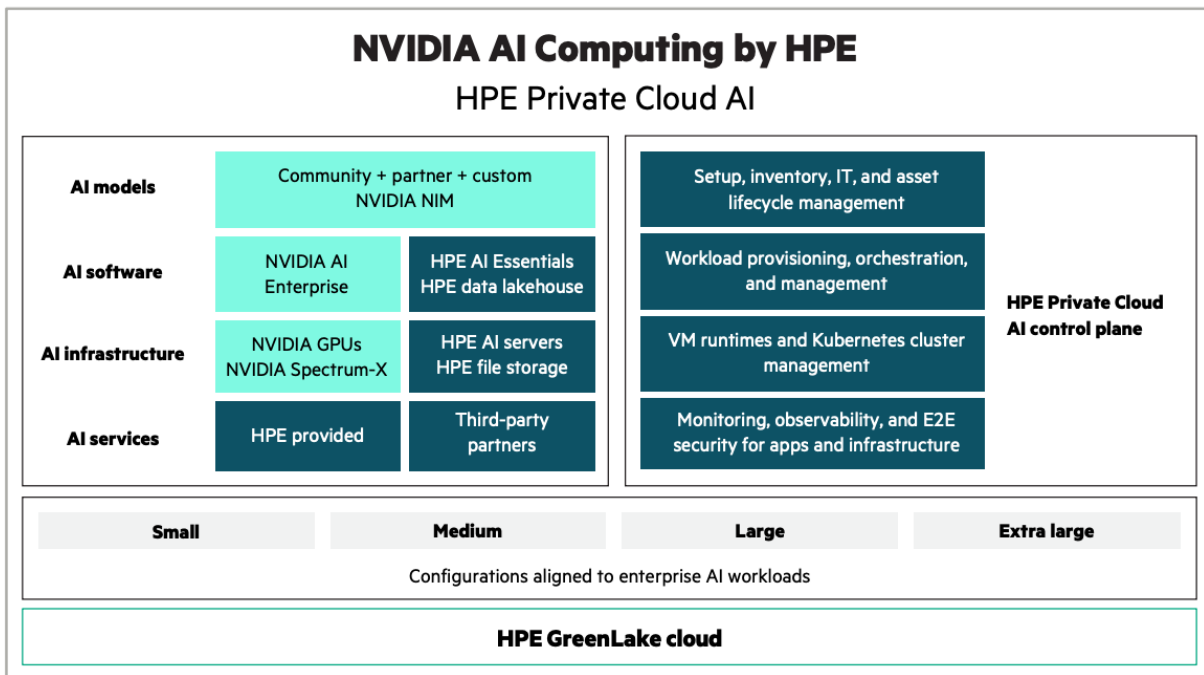 NVIDIA AI Computing by HPE
HPE Private Cloud AI
AI models
Community + partner + custom
NVIDIA NIM
AI software
NVIDIA AI
Enterprise
HPE AI Essentials
HPE data lakehouse
AI infrastructure
NVIDIA GPUs
NVIDIA Spectrum-X
HPE AI servers
HPE file storage
AI services
HPE provided
Third-party
partners
Setup, inventory, IT, and asset
lifecycle management
Workload provisioning, orchestration,
and management
VM runtimes and Kubernetes cluster
management
Monitoring, observability, and E2E
security for apps and infrastructure
HPE Private Cloud
AI control plane
Small
Medium
Large
Extra large
Configurations aligned to enterprise AI workloads
HPE GreenLake cloud